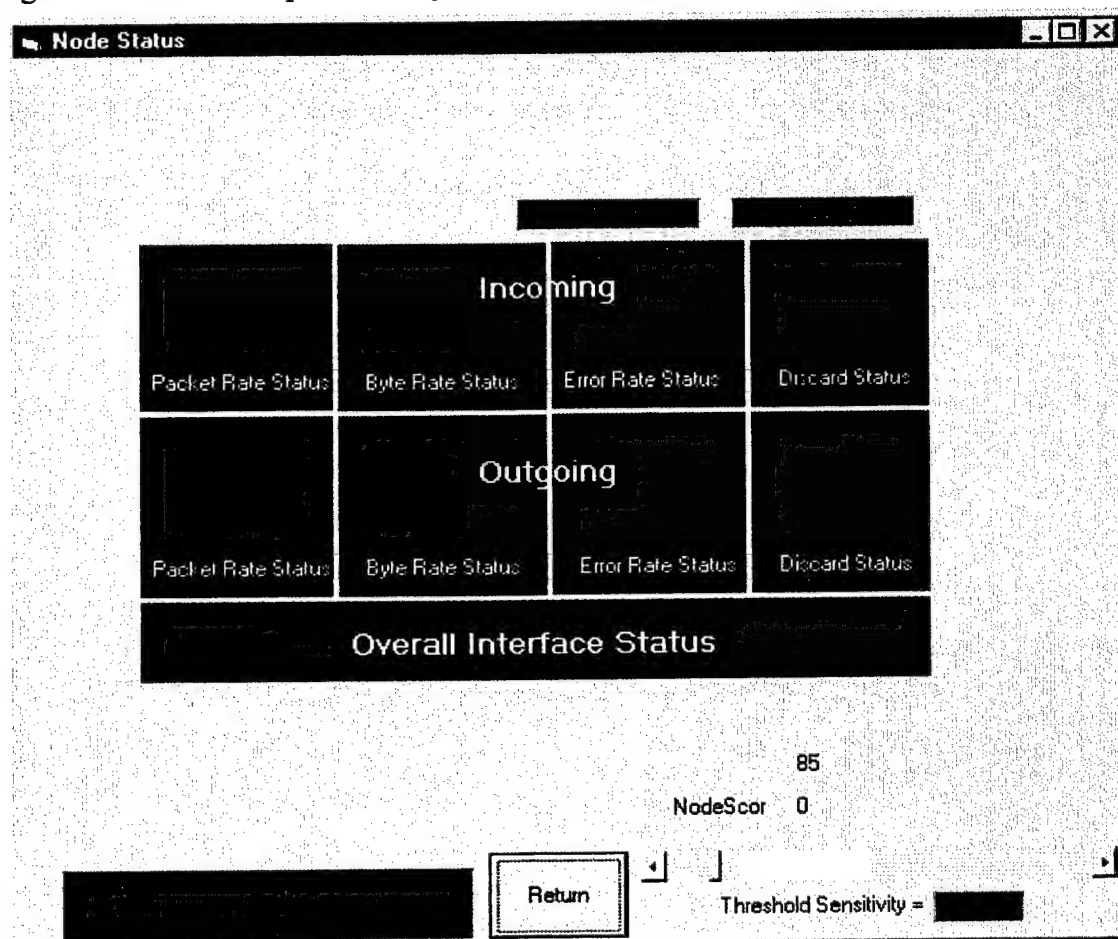 Node Status
Incoming
Packet Rate Status Byte Rate Status Error Rate Status Discard Status
Outgoing
Packet Rate Status Byte Rate Status Error Rate Status Discard Status
Overall Interface Status
85
NodeScor 0
Return
Threshold Sensitivity =